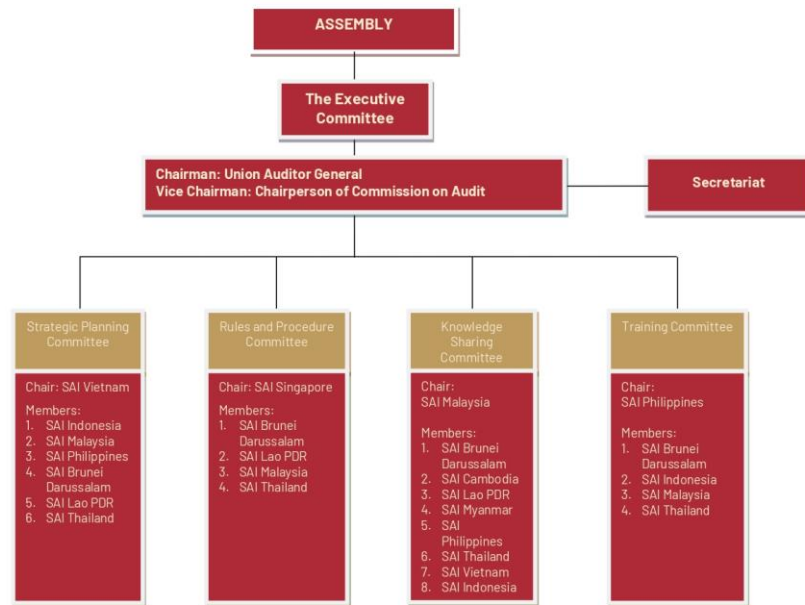 ASSEMBLY
The Executive
Committee
Chairman: Union Auditor General
Vice Chairman: Chairperson of Commission on Audit
Secretariat
Strategic Planning
Committee
Chair: SAI Vietnam
Members:
1. SAI Indonesia
2. SAI Malaysia
3. SAI Philippines
4. SAI Brunei
Darussalam
5. SAI Lao PDR
6. SAI Thailand
Rules and Procedure
Committee
Chair: SAI Singapore
Members:
1. SAI Brunei
Darussalam
2. SAI Lao PDR
3. SAI Malaysia
4. SAI Thailand
Knowledge
Sharing
Committee
Chair:
SAI Malaysia
Members:
1. SAI Brunei
Darussalam
2. SAI Cambodia
3. SAI Lao PDR
4. SAI Myanmar
5. SAI
Philippines
6. SAI Thailand
7. SAI Vietnam
8. SAI Indonesia
Training Committee
Chair:
SAI Philippines
Members:
1. SAI Brunei
Darussalam
2. SAI Indonesia
3. SAI Malaysia
4. SAI Thailand